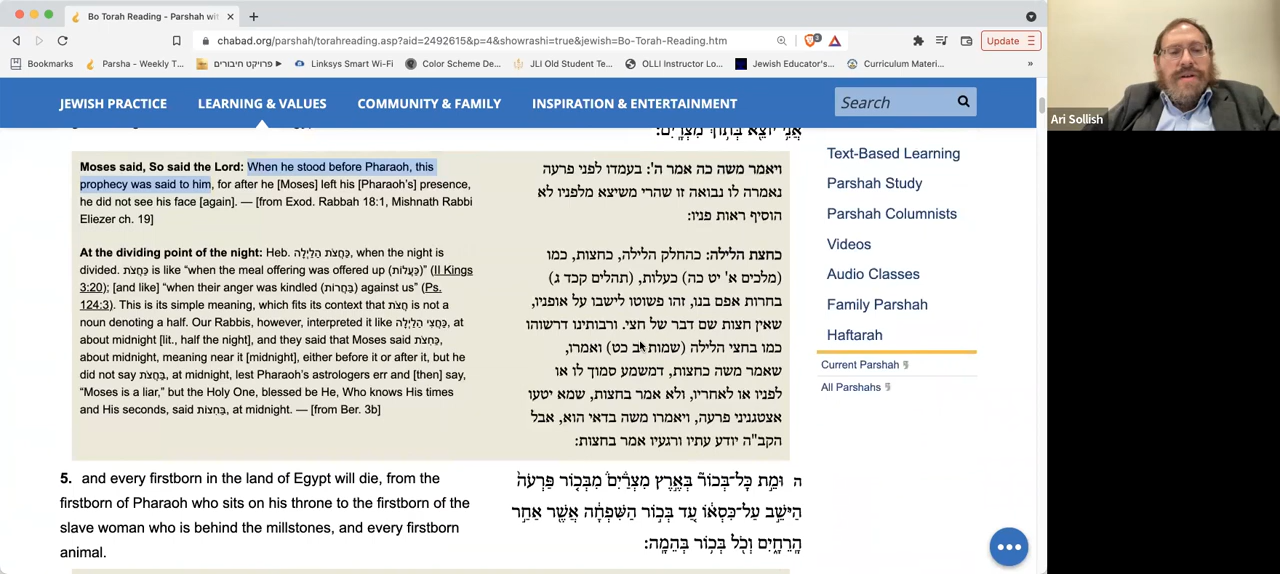 Bo Torah Reading - Parshah wit
chabad.org/parshah/torahreading.asp?aid=2492615&p=4&showrashi=true&jewish=Bo-Torah-Reading.htm
3
Update
Bookmarks
Parsha - Weekly T...
פרויקט חיבורים
Linksys Smart Wi-Fi
Color Scheme De...
JLI Old Student Te...
OLLI Instructor Lo...
Jewish Educator's...
Curriculum Materi...
»
JEWISH PRACTICE
LEARNING & VALUES
COMMUNITY & FAMILY
INSPIRATION & ENTERTAINMENT
Search
Ari Sollish
אֲנִי יוֹצֵא בְּתוֹךְ מִצְרָיִם:
Moses said, So said the Lord: When he stood before Pharaoh, this
prophecy was said to him, for after he [Moses] left his [Pharaoh's] presence,
he did not see his face [again]. — [from Exod. Rabbah 18:1, Mishnath Rabbi
Eliezer ch. 19]
ויאמר משה כה אמר ה': בעמדו לפני פרעה
נאמרה לו נבואה זו שהרי משיצא מלפניו לא
הוסיף ראות פניו:
At the dividing point of the night: Heb. כַּחֲצֹת הַלַּיְלָה, when the night is
divided. כַּחֲצֹת is like “when the meal offering was offered up (כַּעֲלוֹת)” (II Kings
3:20); [and like] “when their anger was kindled (בַּחֲרוֹת) against us” (Ps.
124:3). This is its simple meaning, which fits its context that חֲצֹת is not a
noun denoting a half. Our Rabbis, however, interpreted it like כַּחֲצִי הַלַּיְלָה, at
about midnight [lit., half the night], and they said that Moses said כַּחֲצֹת,
about midnight, meaning near it [midnight], either before it or after it, but he
did not say בַּחֲצֹת, at midnight, lest Pharaoh's astrologers err and [then] say,
“Moses is a liar,” but the Holy One, blessed be He, Who knows His times
and His seconds, said בַּחֲצוֹת, at midnight. — [from Ber. 3b]
כחצת הלילה: כהחלק הלילה, כחצות, כמו
(מלכים א' יט כה) כעלות, (תהלים קכד ג)
בחרות אפם בנו, זהו פשוטו לישבו על אופניו,
שאין חצות שם דבר של חצי. ורבותינו דרשוהו
כמו בחצי הלילה (שמות יב כט) ואמרו,
שאמר משה כחצות, דמשמע סמוך לו או
לפניו או לאחריו, ולא אמר בחצות, שמא יטעו
אצטגניני פרעה, ויאמרו משה בדאי הוא, אבל
הקב"ה יודע עתיו ורגעיו אמר בחצות:
5. and every firstborn in the land of Egypt will die, from the
firstborn of Pharaoh who sits on his throne to the firstborn of the
slave woman who is behind the millstones, and every firstborn
animal.
ה וּמֵת כָּל־בְּכוֹר בְּאֶרֶץ מִצְרַיִם מִבְּכוֹר פַּרְעֹה
הַיּשֵׁב עַל־כִּסְאוֹ עַד בְּכוֹר הַשִּׁפְחָה אֲשֶׁר אַחַר
הָרֵחָיִם וְכֹל בְּכוֹר בְּהֵמָה:
Text-Based Learning
Parshah Study
Parshah Columnists
Videos
Audio Classes
Family Parshah
Haftarah
Current Parshah
All Parshahs